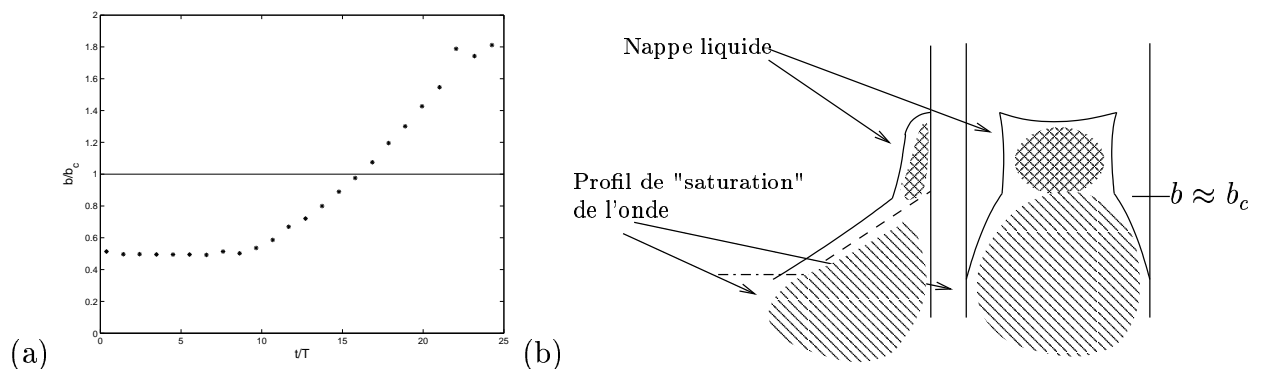 2
1.8
1.6
1.4
1.2
1
0.8
0.6
0.4
0.2
0
b/b_c
0 5 10 15 20 25
t/T
(a)
Nappe liquide
Profil de "saturation"
de l'onde
b ≈ b_c
(b)